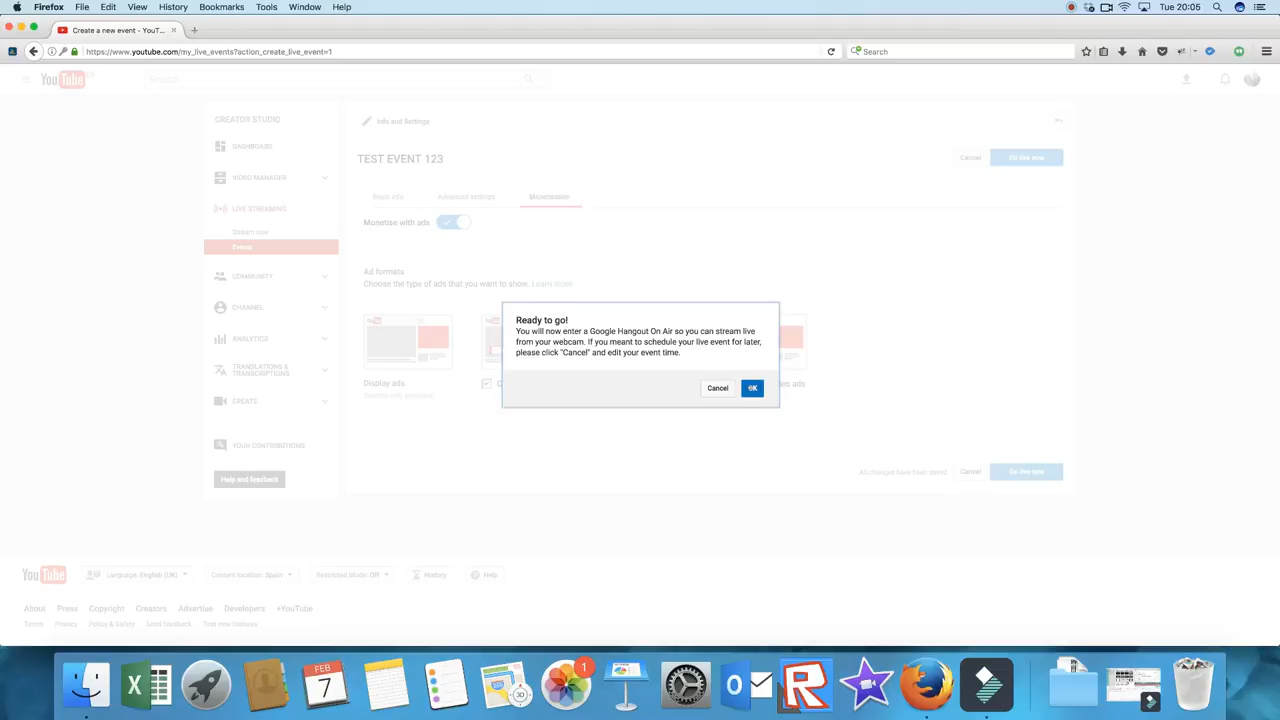 Firefox File Edit View History Bookmarks Tools Window Help
Tue 20:05
Create a new event - YouT...
https://www.youtube.com/my_live_events?action_create_live_event=1
Search
YouTube
Search
CREATOR STUDIO
DASHBOARD
VIDEO MANAGER
LIVE STREAMING
Stream now
Events
COMMUNITY
CHANNEL
ANALYTICS
TRANSLATIONS &
TRANSCRIPTIONS
CREATE
YOUR CONTRIBUTIONS
Help and feedback
Info and Settings
TEST EVENT 123
Cancel Go live now
Basic info Advanced settings Monetisation
Monetise with ads
Ad formats
Choose the type of ads that you want to show. Learn more
Display ads
Ready to go!
You will now enter a Google Hangout On Air so you can stream live
from your webcam. If you meant to schedule your live event for later,
please click "Cancel" and edit your event time.
Cancel OK
All changes have been saved. Cancel Go live now
YouTube Language: English (UK) Content location: Spain Restricted Mode: Off History Help
About Press Copyright Creators Advertise Developers +YouTube
Terms Privacy Policy & Safety Send feedback Test new features
FEB
7
1